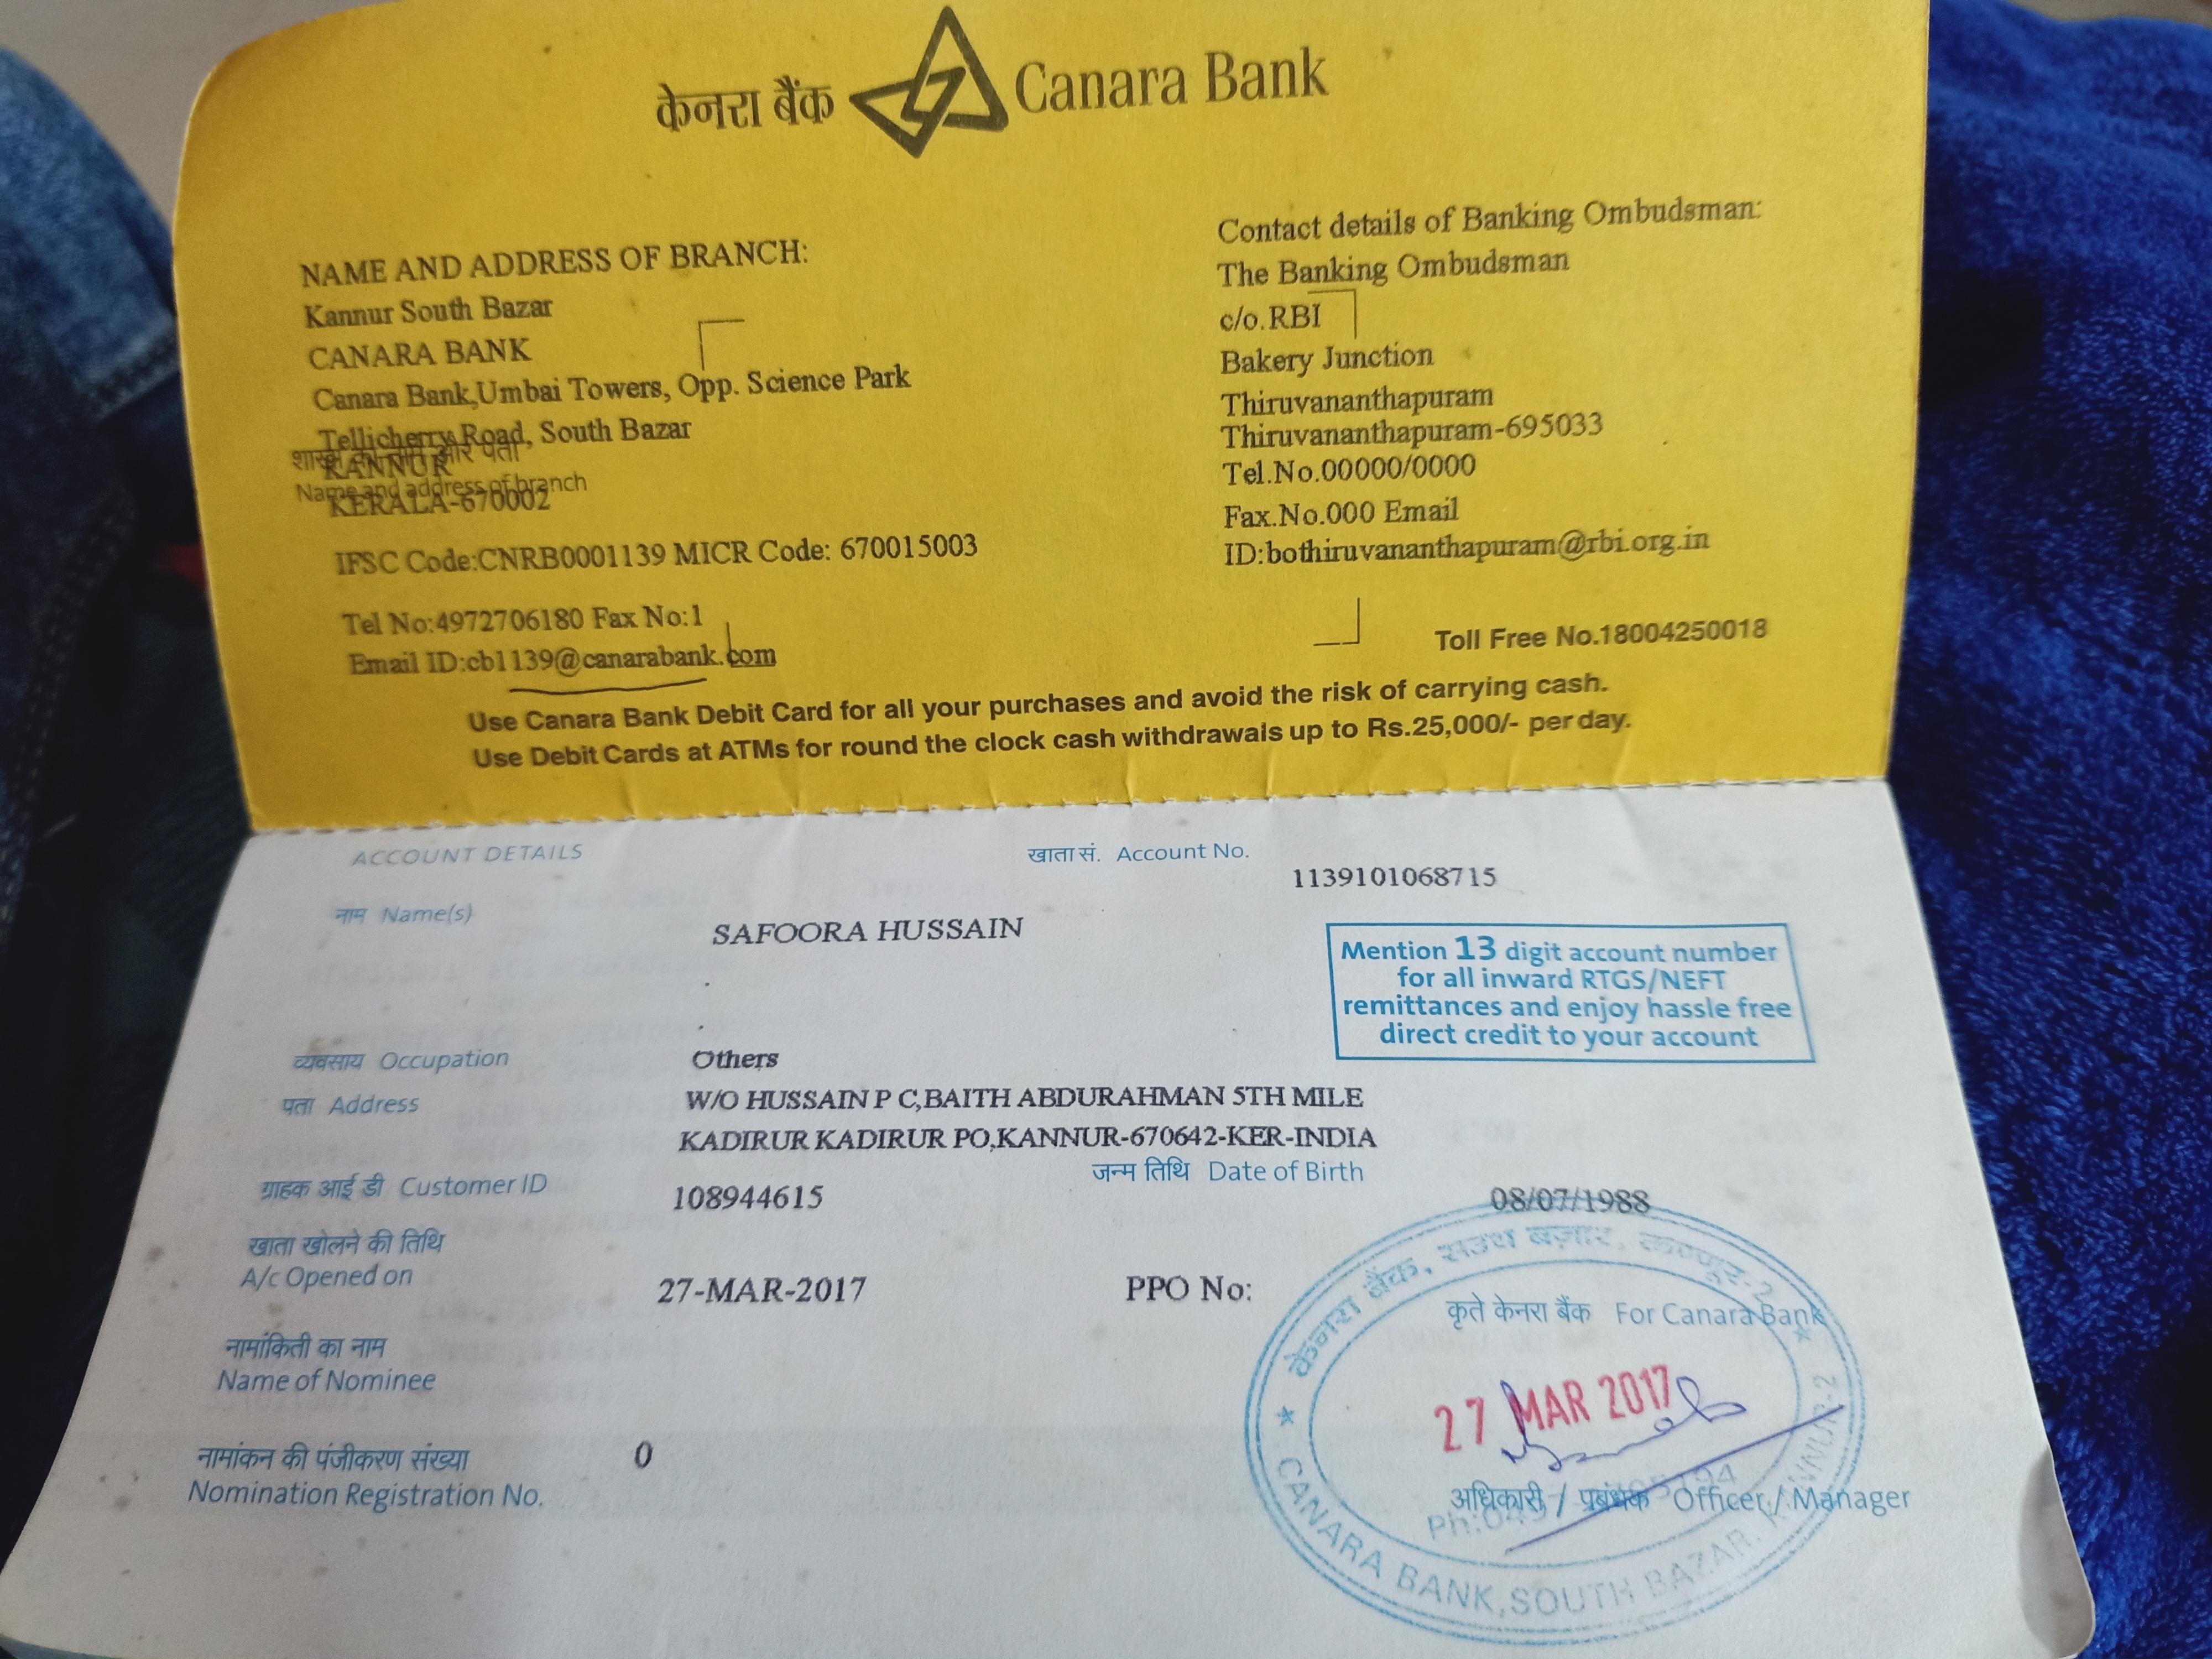 केनरा बैंक Canara Bank
NAME AND ADDRESS OF BRANCH:
Kannur South Bazar
CANARA BANK
Canara Bank,Umbai Towers, Opp. Science Park
Tellicherry Road, South Bazar
शाखा का नाम और पता
KANNUR
Name and address of branch
KERALA-670002
IFSC Code:CNRB0001139 MICR Code: 670015003
Tel No:4972706180 Fax No:1
Email ID:cb1139@canarabank.com
Contact details of Banking Ombudsman:
The Banking Ombudsman
c/o.RBI
Bakery Junction
Thiruvananthapuram
Thiruvananthapuram-695033
Tel.No.00000/0000
Fax.No.000 Email
ID:bothiruvananthapuram@rbi.org.in
Toll Free No.18004250018
Use Canara Bank Debit Card for all your purchases and avoid the risk of carrying cash.
Use Debit Cards at ATMs for round the clock cash withdrawals up to Rs.25,000/- per day.
ACCOUNT DETAILS
खाता सं. Account No.
1139101068715
नाम Name(s)
SAFOORA HUSSAIN
Mention 13 digit account number
for all inward RTGS/NEFT
remittances and enjoy hassle free
direct credit to your account
व्यवसाय Occupation Others
पता Address W/O HUSSAIN P C,BAITH ABDURAHMAN 5TH MILE
KADIRUR KADIRUR PO,KANNUR-670642-KER-INDIA
ग्राहक आई डी Customer ID 108944615
जन्म तिथि Date of Birth
08/07/1988
खाता खोलने की तिथि
A/c Opened on 27-MAR-2017 PPO No:
केनरा बैंक, साउथ बज़ार, कण्णूर-2
कृते केनरा बैंक For Canara Bank
नामांकिती का नाम
Name of Nominee
27 MAR 2017
नामांकन की पंजीकरण संख्या
Nomination Registration No. 0
अधिकारी / प्रबंधक Officer / Manager
CANARA BANK, SOUTH BAZAR, KANNUR-2